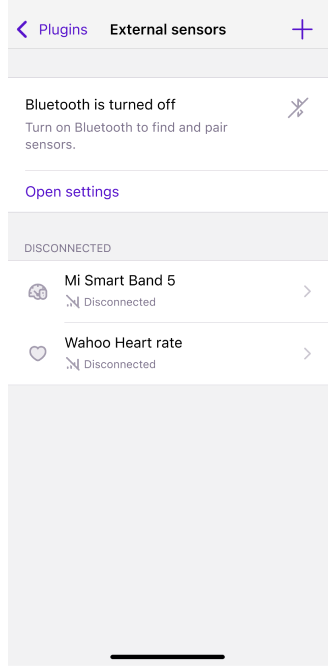 Plugins External sensors
Bluetooth is turned off
Turn on Bluetooth to find and pair
sensors.
Open settings
DISCONNECTED
Mi Smart Band 5
Disconnected
Wahoo Heart rate
Disconnected